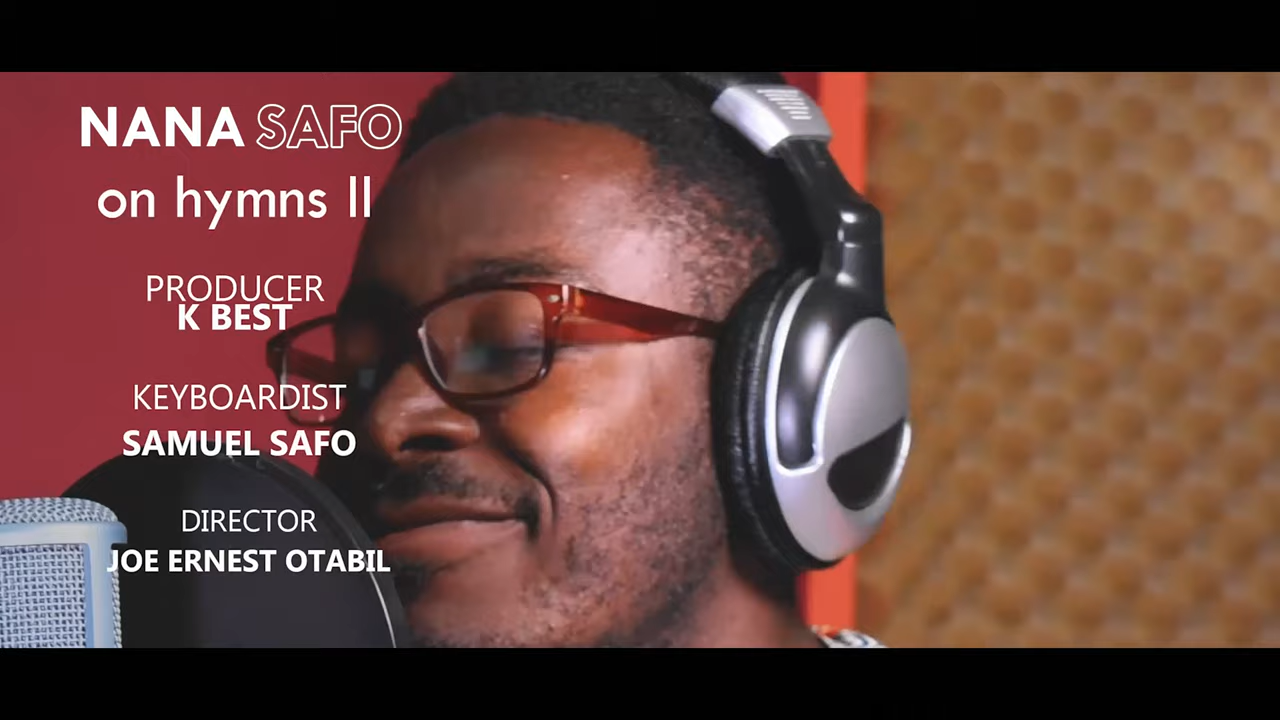 NANA SAFO
on hymns II
PRODUCER
K BEST
KEYBOARDIST
SAMUEL SAFO
DIRECTOR
JOE ERNEST OTABIL